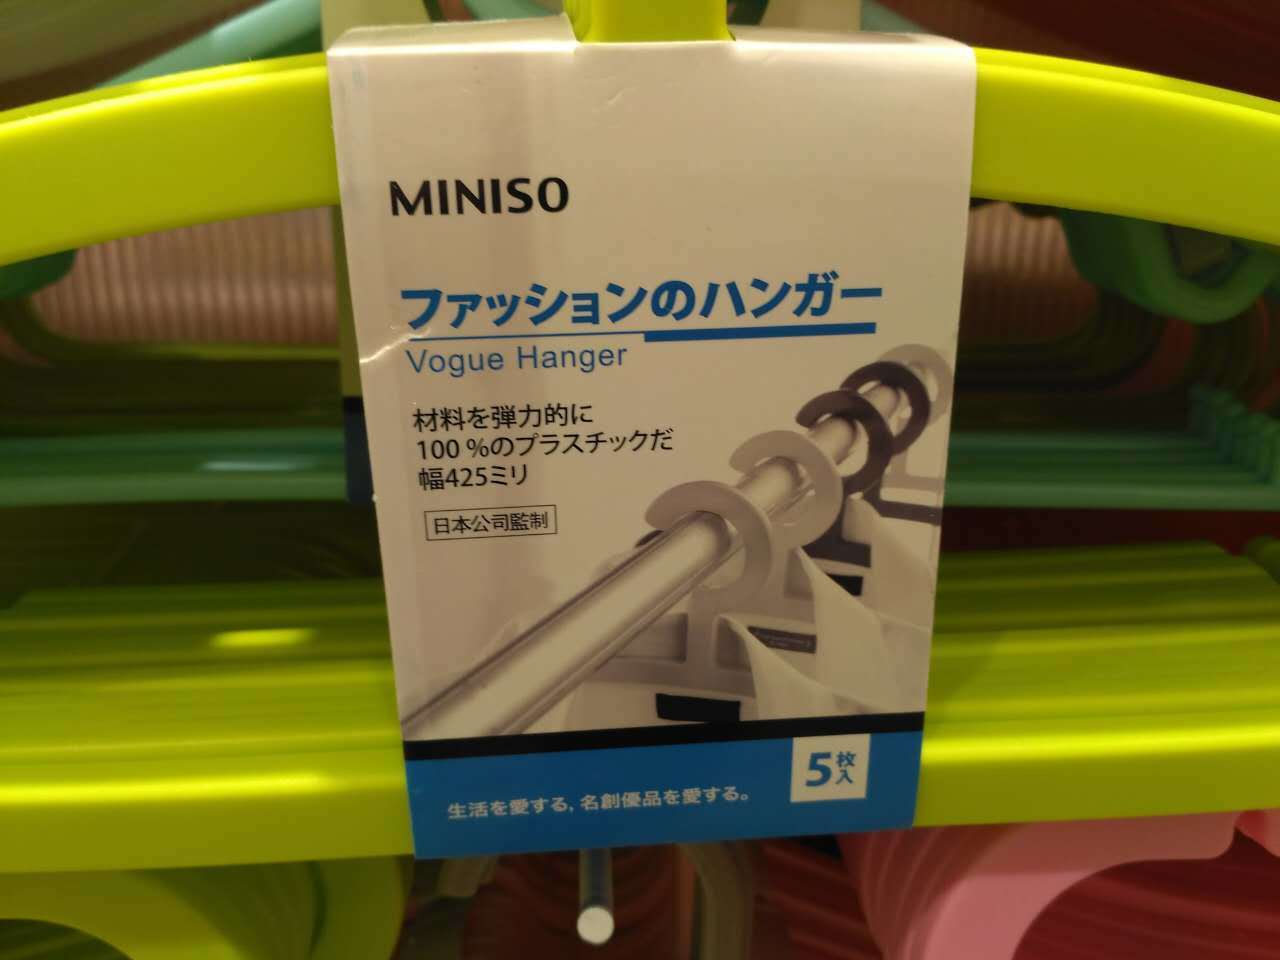 MINISO
ファッションのハンガー
Vogue Hanger
材料を弾力的に
100 %のプラスチックだ
幅425ミリ
日本公司監制
5枚入
生活を愛する, 名創優品を愛する。